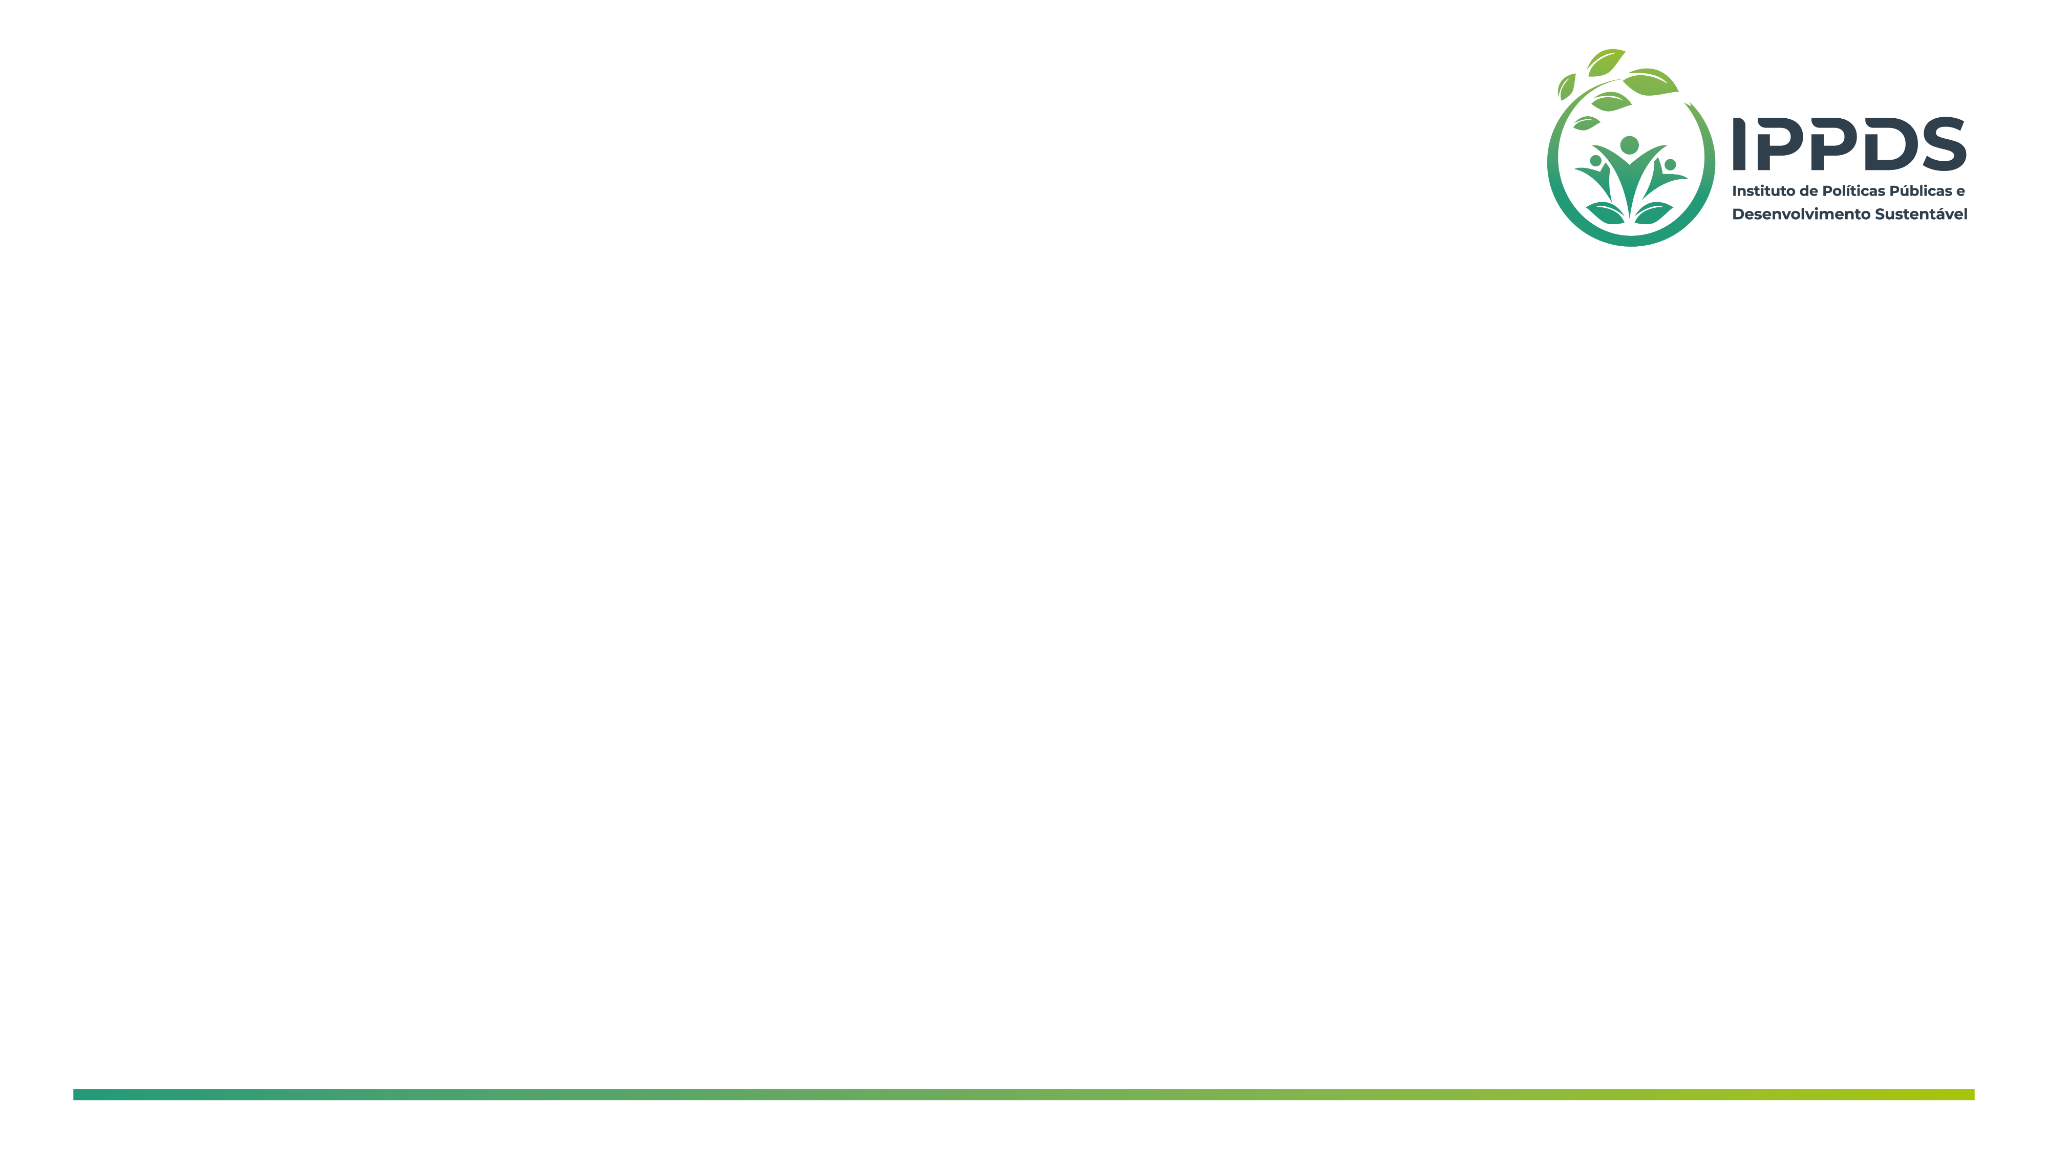 IPPDS
Instituto de Políticas Públicas e
Desenvolvimento Sustentável